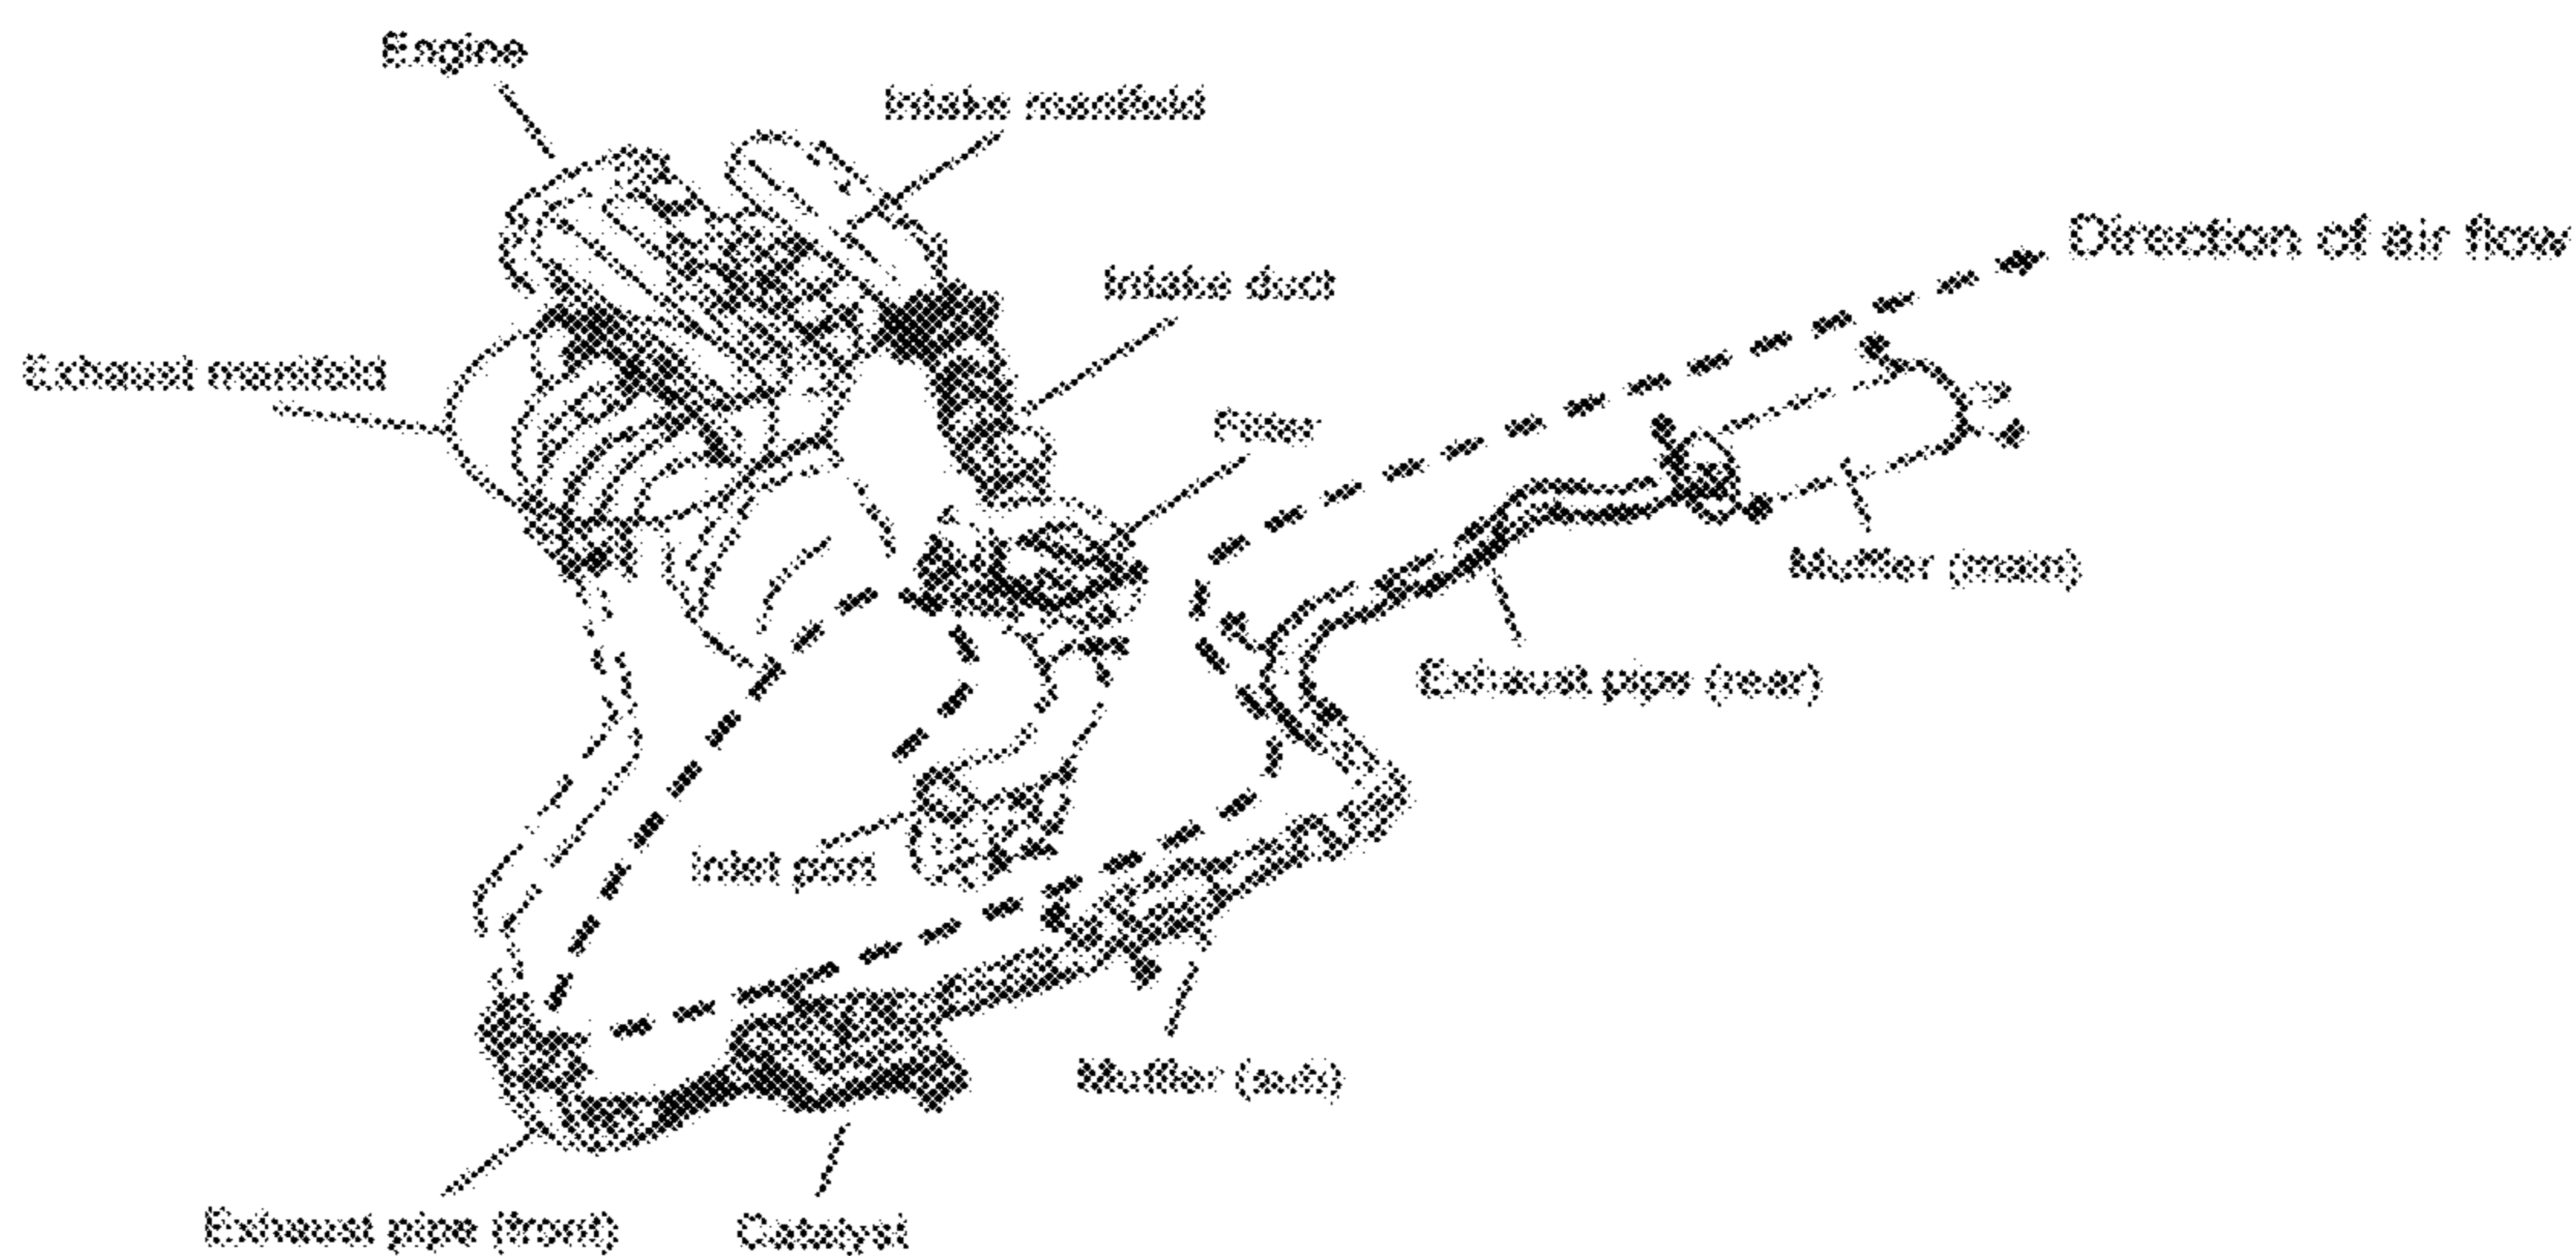 Engine
Intake manifold
Direction of air flow
Intake duct
Exhaust manifold
Filter
Muffler (main)
Exhaust pipe (rear)
Inlet port
Muffler (sub)
Exhaust pipe (front)
Catalyst